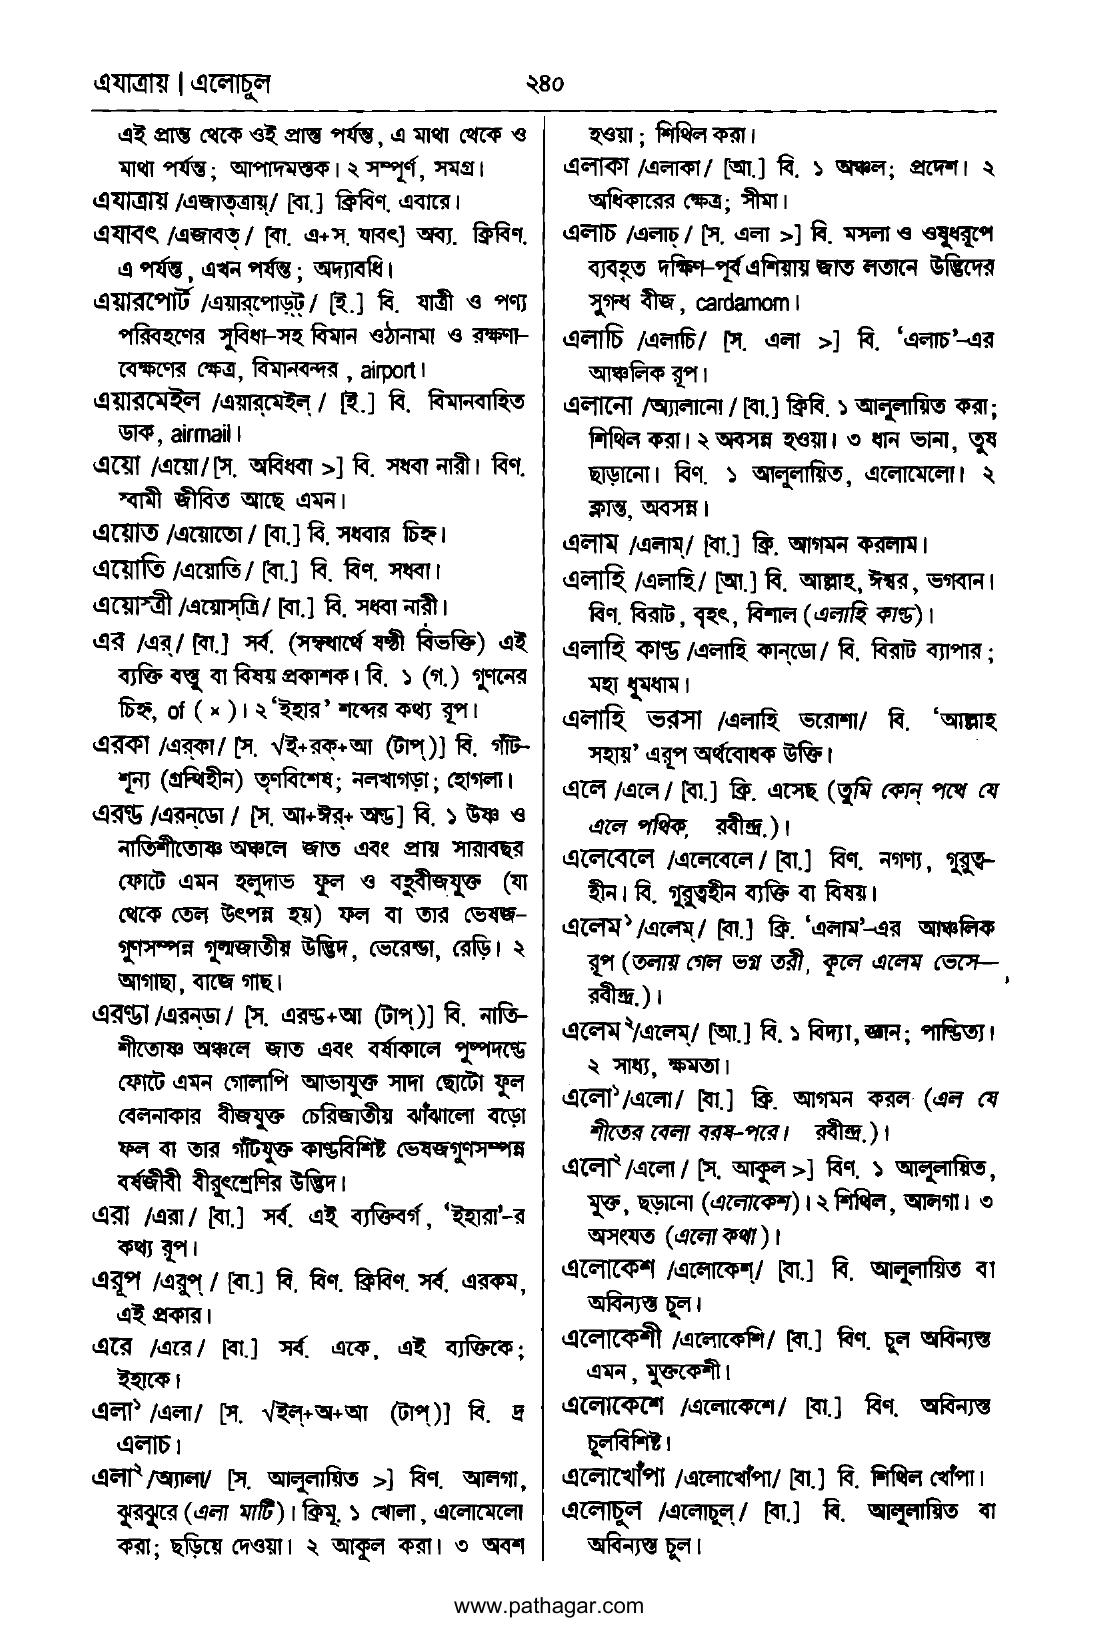 এযাত্রায় | এলোচুল
২৪০
এই প্রান্ত থেকে ওই প্রান্ত পর্যন্ত, এ মাথা থেকে ও
মাথা পর্যন্ত; আপাদমস্তক। ২ সম্পূর্ণ, সমগ্র।
এযাত্রায় /এজাত্‌ত্রায়্‌/ [বা.] ক্রিবিণ. এবারে।
এযাবৎ /এজাবত্‌/ [বা. এ+স. যাবৎ] অব্য. ক্রিবিণ.
এ পর্যন্ত, এখন পর্যন্ত; অদ্যাবধি।
এয়ারপোর্ট /এয়ার্‌পোর্‌ট্‌/ [ই.] বি. যাত্রী ও পণ্য
পরিবহণের সুবিধা-সহ বিমান ওঠানামা ও রক্ষণা-
বেক্ষণের ক্ষেত্র, বিমানবন্দর, airport।
এয়ারমেইল /এয়ার্‌মেইল্‌/ [ই.] বি. বিমানবাহিত
ডাক, airmail।
এয়ো /এয়ো/ [স. অবিধবা >] বি. সধবা নারী। বিণ.
স্বামী জীবিত আছে এমন।
এয়োত /এয়োতো/ [বা.] বি. সধবার চিহ্ন।
এয়োতি /এয়োতি/ [বা.] বি. বিণ. সধবা।
এয়োস্ত্রী /এয়োস্‌ত্রি/ [বা.] বি. সধবা নারী।
এর /এর্‌/ [বা.] সর্ব. (সম্বন্ধার্থে ষষ্ঠী বিভক্তি) এই
ব্যক্তি বস্তু বা বিষয় প্রকাশক। বি. ১ (গ.) গুণনের
চিহ্ন, of ( × )। ২ ‘ইহার’ শব্দের কথ্য রূপ।
এরকা /এর্‌কা/ [স. √ই+রক্‌+আ (টাপ্‌)] বি. গাঁট-
শূন্য (গ্রন্থিহীন) তৃণবিশেষ; নলখাগড়া; হোগলা।
এরণ্ড /এরন্‌ডো/ [স. আ+ঈর্‌+ অন্ড] বি. ১ উষ্ণ ও
নাতিশীতোষ্ণ অঞ্চলে জাত এবং প্রায় সারাবছর
ফোটে এমন হলুদাভ ফুল ও বহুবীজযুক্ত (যা
থেকে তেল উৎপন্ন হয়) ফল বা তার ভেষজ-
গুণসম্পন্ন গুল্মজাতীয় উদ্ভিদ, ভেরেন্ডা, রেড়ি। ২
আগাছা, বাজে গাছ।
এরণ্ডা /এরন্‌ডা/ [স. এরন্ড+আ (টাপ্‌)] বি. নাতি-
শীতোষ্ণ অঞ্চলে জাত এবং বর্ষাকালে পুষ্পদন্ডে
ফোটে এমন গোলাপি আভাযুক্ত সাদা ছোটো ফুল
বেলনাকার বীজযুক্ত চেরিজাতীয় ঝাঁঝালো বড়ো
ফল বা তার গাঁটযুক্ত কাণ্ডবিশিষ্ট ভেষজগুণসম্পন্ন
বর্ষজীবী বীরুৎশ্রেণির উদ্ভিদ।
এরা /এরা/ [বা.] সর্ব. এই ব্যক্তিবর্গ, ‘ইহারা’-র
কথ্য রূপ।
এরূপ /এরুপ্‌/ [বা.] বি. বিণ. ক্রিবিণ. সর্ব. এরকম,
এই প্রকার।
এরে /এরে/ [বা.] সর্ব. একে, এই ব্যক্তিকে;
ইহাকে।
এলা১ /এলা/ [স. √ইল্‌+অ+আ (টাপ্‌)] বি. দ্র
এলাচ।
এলা২ /অ্যালা/ [স. আলুলায়িত >] বিণ. আলগা,
ঝুরঝুরে (এলা মাটি)। ক্রিমূ. ১ খোলা, এলোমেলো
করা; ছড়িয়ে দেওয়া। ২ আকুল করা। ৩ অবশ
হওয়া; শিথিল করা।
এলাকা /এলাকা/ [আ.] বি. ১ অঞ্চল; প্রদেশ। ২
অধিকারের ক্ষেত্র; সীমা।
এলাচ /এলাচ্‌/ [স. এলা >] বি. মসলা ও ওষুধরূপে
ব্যবহৃত দক্ষিণ-পূর্ব এশিয়ায় জাত লতানে উদ্ভিদের
সুগন্ধ বীজ, cardamom।
এলাচি /এলাচি/ [স. এলা >] বি. ‘এলাচ’-এর
আঞ্চলিক রূপ।
এলানো /অ্যালানো/ [বা.] ক্রিবি. ১ আলুলায়িত করা;
শিথিল করা। ২ অবসন্ন হওয়া। ৩ ধান ভানা, তুষ
ছাড়ানো। বিণ. ১ আলুলায়িত, এলোমেলো। ২
ক্লান্ত, অবসন্ন।
এলাম /এলাম্‌/ [বা.] ক্রি. আগমন করলাম।
এলাহি /এলাহি/ [আ.] বি. আল্লাহ, ঈশ্বর, ভগবান।
বিণ. বিরাট, বৃহৎ, বিশাল (এলাহি কান্ড)।
এলাহি কাণ্ড /এলাহি কান্‌ডো/ বি. বিরাট ব্যাপার;
মহা ধুমধাম।
এলাহি ভরসা /এলাহি ভরোশা/ বি. ‘আল্লাহ
সহায়’ এরূপ অর্থবোধক উক্তি।
এলে /এলে/ [বা.] ক্রি. এসেছ (তুমি কোন্‌ পথে যে
এলে পথিক, রবীন্দ্র.)।
এলেবেলে /এলেবেলে/ [বা.] বিণ. নগণ্য, গুরুত্ব-
হীন। বি. গুরুত্বহীন ব্যক্তি বা বিষয়।
এলেম১ /এলেম্‌/ [বা.] ক্রি. ‘এলাম’-এর আঞ্চলিক
রূপ (তলায় গেল ভগ্ন তরী, কূলে এলেম ভেসে—
রবীন্দ্র.)।
এলেম২ /এলেম্‌/ [আ.] বি. ১ বিদ্যা, জ্ঞান; পান্ডিত্য।
২ সাধ্য, ক্ষমতা।
এলো১ /এলো/ [বা.] ক্রি. আগমন করল (এল যে
শীতের বেলা বরষ-পরে। রবীন্দ্র.)।
এলো২ /এলো/ [স. আকুল >] বিণ. ১ আলুলায়িত,
মুক্ত, ছড়ানো (এলোকেশ)। ২ শিথিল, আলগা। ৩
অসংযত (এলো কথা)।
এলোকেশ /এলোকেশ্‌/ [বা.] বি. আলুলায়িত বা
অবিন্যস্ত চুল।
এলোকেশী /এলোকেশি/ [বা.] বিণ. চুল অবিন্যস্ত
এমন, মুক্তকেশী।
এলোকেশে /এলোকেশে/ [বা.] বিণ. অবিন্যস্ত
চুলবিশিষ্ট।
এলোখোঁপা /এলোখোঁপা/ [বা.] বি. শিথিল খোঁপা।
এলোচুল /এলোচুল্‌/ [বা.] বি. আলুলায়িত বা
অবিন্যস্ত চুল।
www.pathagar.com